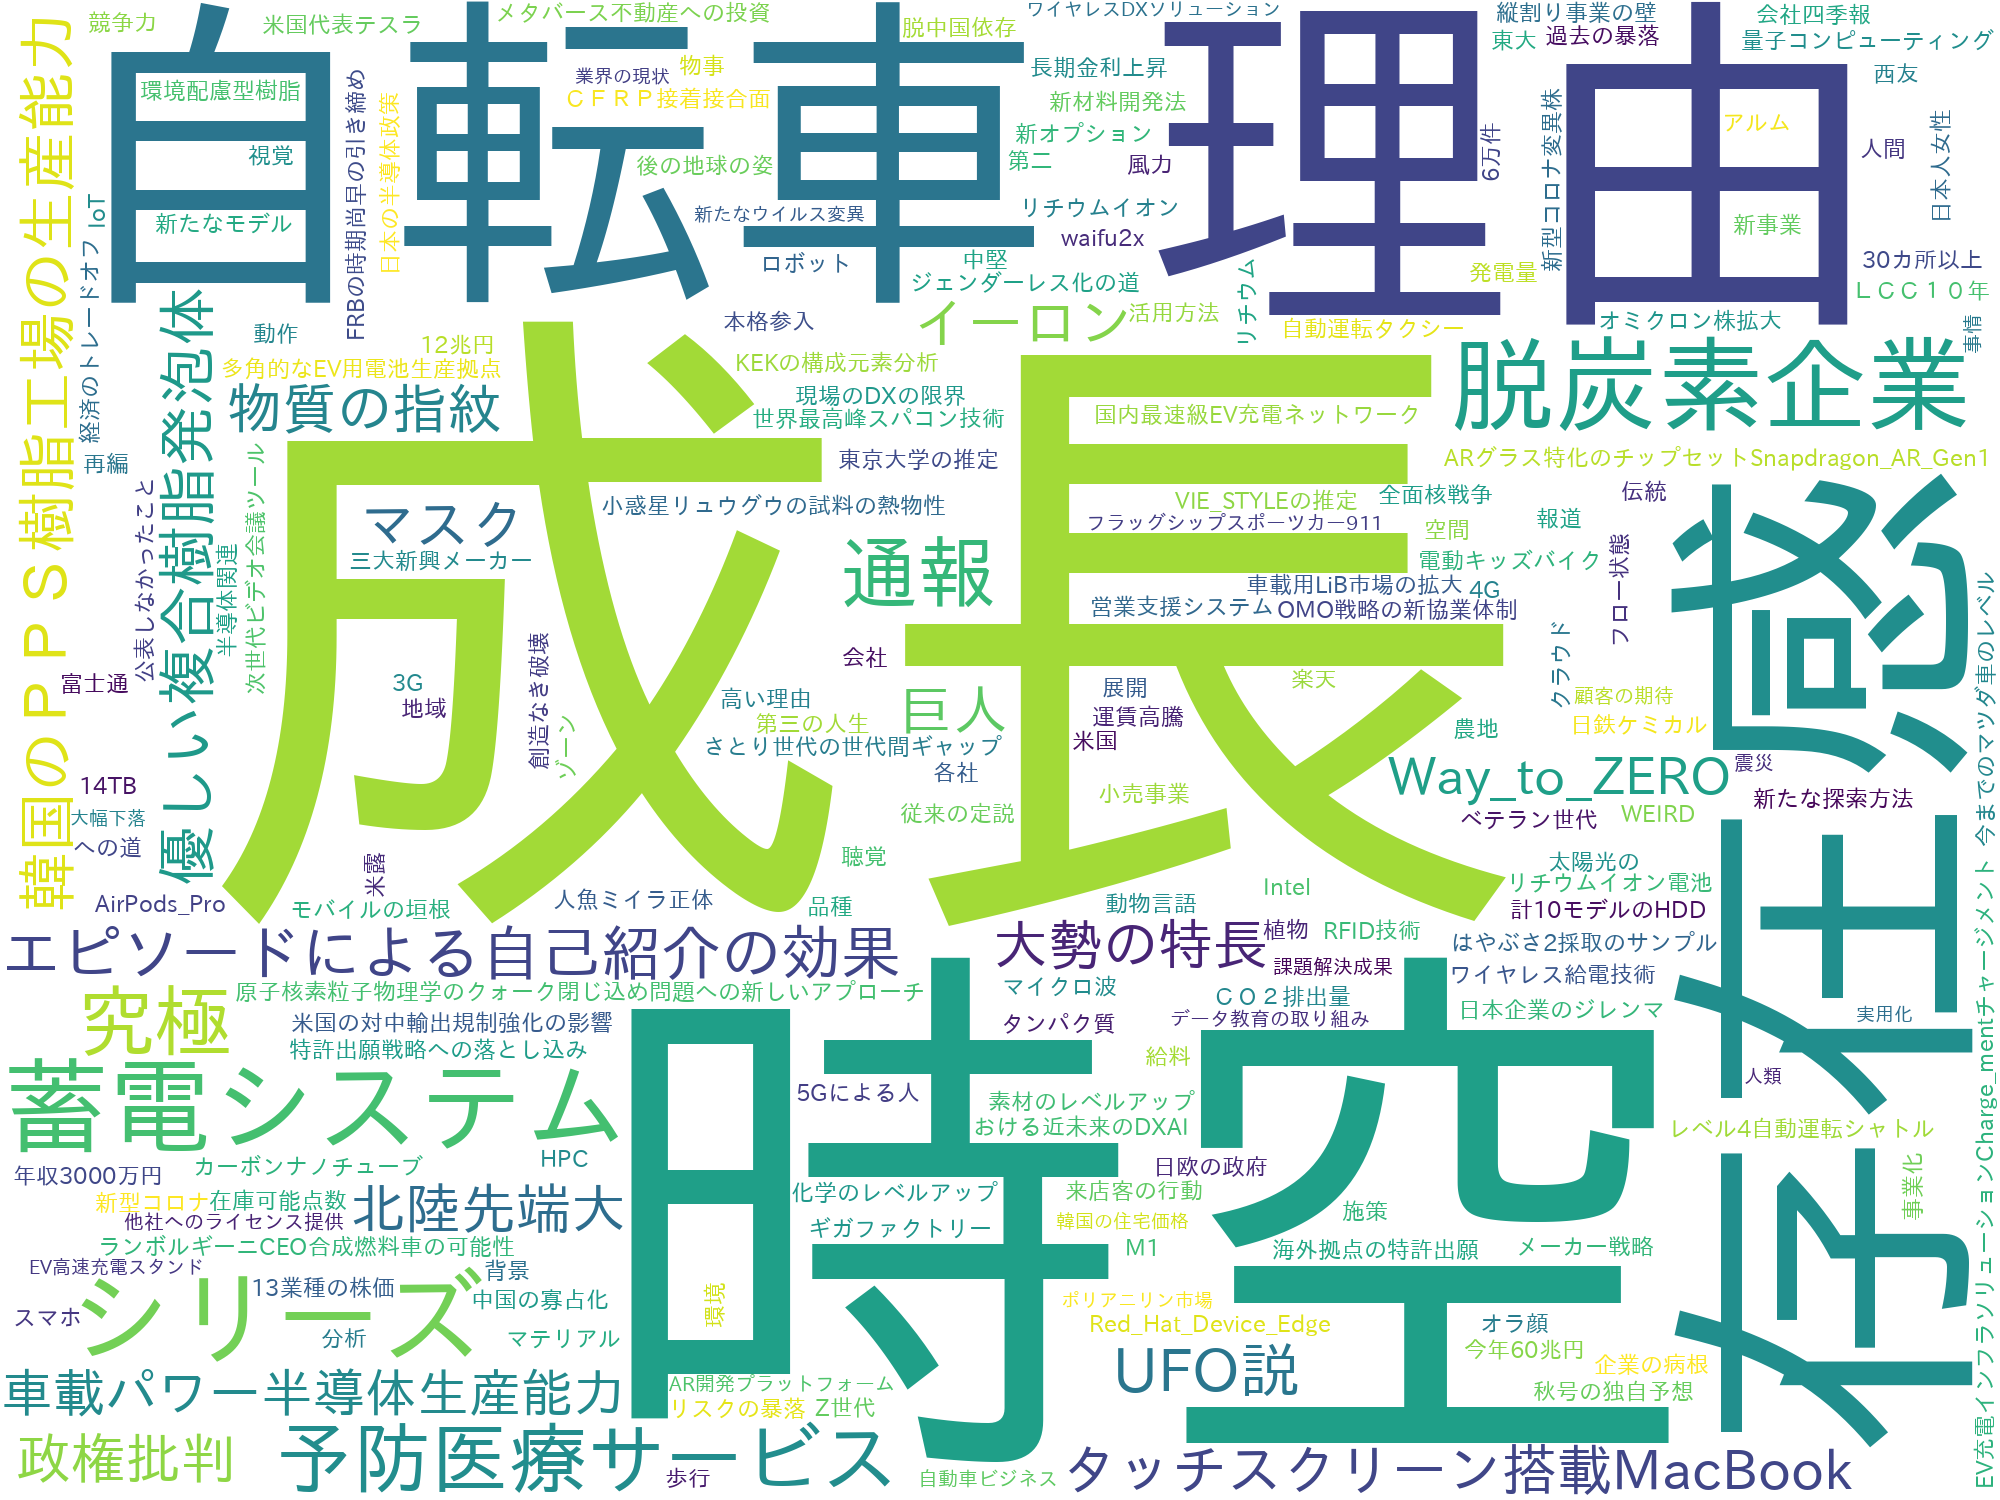 競争力
米国代表テスラ
メタバース不動産への投資
脱中国依存
ワイヤレスDXソリューション
縦割り事業の壁
会社四季報
東大
過去の暴落
量子コンピューティング
自転車
理由
業界の現状
物事
長期金利上昇
西友
環境配慮型樹脂
CFRP接着接合面
新材料開発法
アルム
新オプション
視覚
後の地球の姿
第二
風力
6万件
人間
日本人女性
韓国のPPS樹脂工場の生産能力
FRBの時期尚早の引き締め
日本の半導体政策
新型コロナ変異株
IoT
新たなモデル
新たなウイルス変異
リチウムイオン
waifu2x
新事業
経済のトレードオフ
ロボット
中堅
ジェンダーレス化の道
リチウム
発電量
30カ所以上
LCC10年
優しい複合樹脂発泡体
動作
12兆円
本格参入
イーロン
活用方法
自動運転タクシー
オミクロン株拡大
事情
多角的なEV用電池生産拠点
KEKの構成元素分析
物質の指紋
現場のDXの限界
世界最高峰スパコン技術
国内最速級EV充電ネットワーク
脱炭素企業
成長
再編
東京大学の推定
ARグラス特化のチップセットSnapdragon_AR_Gen1
公表しなかったこと
半導体関連
次世代ビデオ会議ツール
マスク
小惑星リュウグウの試料の熱物性
VIE_STYLEの推定
全面核戦争
伝統
フラッグシップスポーツカー911
空間
報道
三大新興メーカー
通報
電動キッズバイク
フロー状態
車載用LiB市場の拡大
4G
営業支援システム
OMO戦略の新協業体制
クラウド
存在感
今までのマツダ車のレベル
富士通
3G
地域
創造なき破壊
ゾーン
会社
高い理由
第三の人生
巨人
展開
運賃高騰
米国
楽天
顧客の期待
日鉄ケミカル
農地
さとり世代の世代間ギャップ
各社
Way_to_ZERO
震災
14TB
大幅下落
への道
従来の定説
小売事業
ベテラン世代
WEIRD
新たな探索方法
米露
聴覚
太陽光の
AirPods_Pro
モバイルの垣根
人魚ミイラ正体
品種
動物言語
Intel
リチウムイオン電池
計10モデルのHDD
エピソードによる自己紹介の効果
大勢の特長
植物
RFID技術
はやぶさ2採取のサンプル
課題解決成果
ワイヤレス給電技術
究極
原子核素粒子物理学のクォーク閉じ込め問題への新しいアプローチ
マイクロ波
CO2排出量
米国の対中輸出規制強化の影響
タンパク質
データ教育の取り組み
日本企業のジレンマ
実用化
特許出願戦略への落とし込み
時空
給料
蓄電システム
5Gによる人
素材のレベルアップ
おける近未来のDXAI
人類
レベル4自動運転シャトル
年収3000万円
カーボンナノチューブ
HPC
日欧の政府
事業化
新型コロナ
在庫可能点数
北陸先端大
化学のレベルアップ
来店客の行動
施策
他社へのライセンス提供
ギガファクトリー
韓国の住宅価格
ランボルギーニCEO合成燃料車の可能性
M1
海外拠点の特許出願
メーカー戦略
EV高速充電スタンド
シリーズ
13業種の株価
背景
中国の寡占化
環境
ポリアニリン市場
スマホ
分析
マテリアル
Red_Hat_Device_Edge
オラ顔
今年60兆円
企業の病根
UFO説
車載パワー半導体生産能力
AR開発プラットフォーム
リスクの暴落
Z世代
秋号の独自予想
政権批判
予防医療サービス
歩行
自動車ビジネス
タッチスクリーン搭載MacBook
EV充電インフラソリューションCharge_mentチャージメント